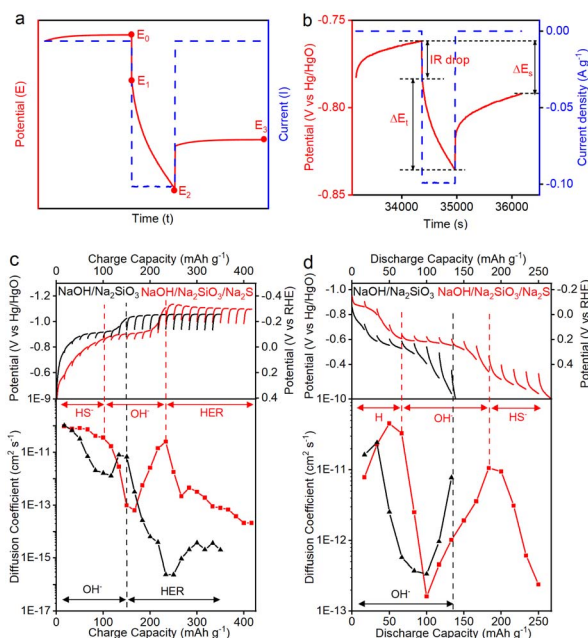 a
E0
E1
E2
E3
Potential (E)
Current (I)
Time (t)
b
-0.75
-0.80
-0.85
0.00
-0.05
-0.10
IR drop
ΔEs
ΔEt
Potential (V vs Hg/HgO)
Current density (A g-1)
34000 35000 36000
Time (s)
c
Charge Capacity (mAh g-1)
0 100 200 300 400
NaOH/Na2SiO3
NaOH/Na2SiO3/Na2S
-1.2
-1.0
-0.8
-0.6
-0.4
-0.2
0.0
0.2
Potential (V vs Hg/HgO)
Potential (V vs RHE)
1E-9
HS-
OH-
HER
1E-11
1E-13
1E-15
1E-17
Diffusion Coefficient (cm2 s-1)
OH-
HER
0 100 200 300 400
Charge Capacity (mAh g-1)
d
Discharge Capacity (mAh g-1)
0 50 100 150 200 250
NaOH/Na2SiO3
NaOH/Na2SiO3/Na2S
-1.0
-0.8
-0.6
-0.4
-0.2
0.0
0.2
0.4
Potential (V vs Hg/HgO)
Potential (V vs RHE)
1E-10
H
OH
HS-
1E-11
1E-12
1E-13
Diffusion Coefficient (cm2 s-1)
OH-
0 50 100 150 200 250
Discharge Capacity (mAh g-1)